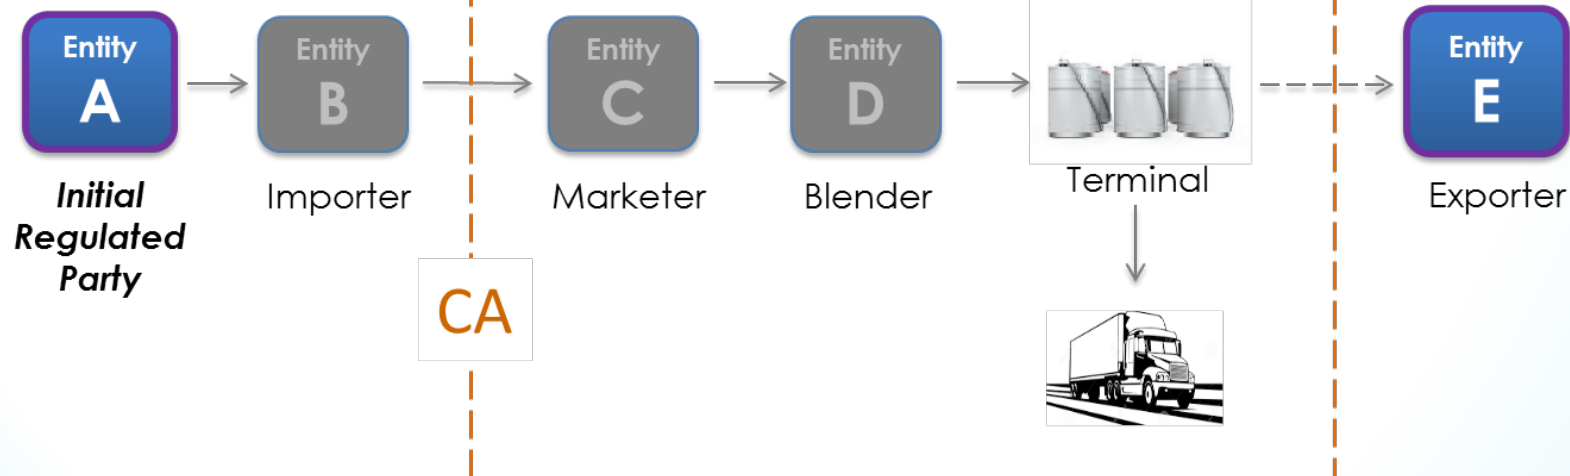 Entity
A
Initial
Regulated
Party
Entity
B
Importer
CA
Entity
C
Marketer
Entity
D
Blender
Terminal
Entity
E
Exporter